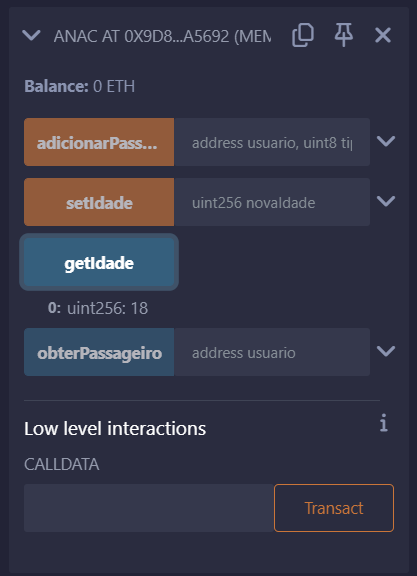 ANAC AT 0X9D8...A5692 (MEM
Balance: 0 ETH
adicionarPass... address usuario, uint8 tip
setIdade uint256 novaIdade
getIdade
0: uint256: 18
obterPassageiro address usuario
Low level interactions
CALLDATA
Transact